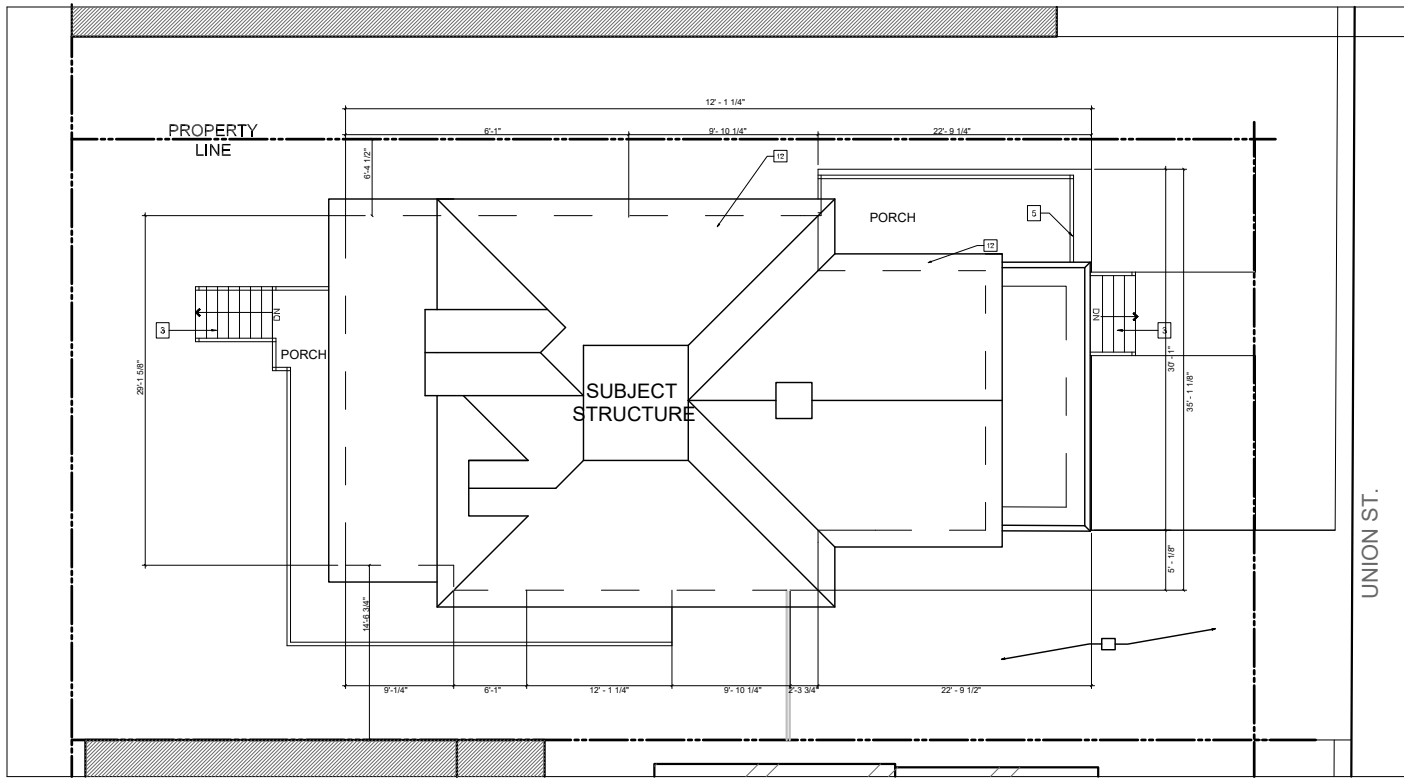 12' - 1 1/4"
PROPERTY
LINE
6'-1"
9'- 10 1/4"
22'- 9 1/4"
6'-4 1/2"
12
PORCH
5
12
3
DN
PORCH
DN
3
29'-1 5/8"
30' - 1"
35' - 1 1/8"
SUBJECT
STRUCTURE
UNION ST.
5' - 1/8"
14'-6 3/4"
9'-1/4"
6'-1"
12' - 1 1/4"
9'- 10 1/4"
2'-3 3/4"
22' - 9 1/2"